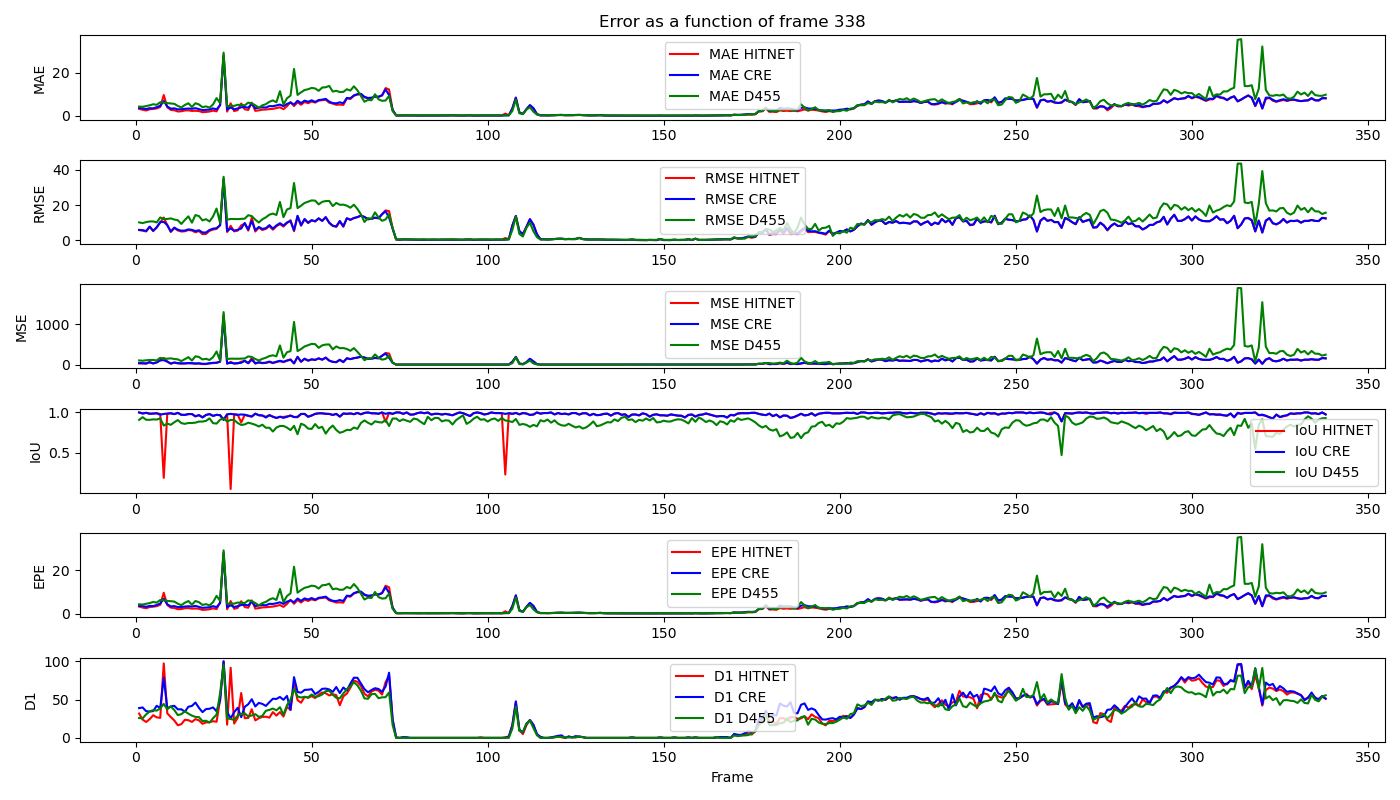 Error as a function of frame 338
MAE
20
0
MAE HITNET
MAE CRE
MAE D455
0 50 100 150 200 250 300 350
RMSE
40
20
0
RMSE HITNET
RMSE CRE
RMSE D455
0 50 100 150 200 250 300 350
MSE
1000
0
MSE HITNET
MSE CRE
MSE D455
0 50 100 150 200 250 300 350
IoU
1.0
0.5
IoU HITNET
IoU CRE
IoU D455
0 50 100 150 200 250 300 350
EPE
20
0
EPE HITNET
EPE CRE
EPE D455
0 50 100 150 200 250 300 350
D1
100
50
0
D1 HITNET
D1 CRE
D1 D455
0 50 100 150 200 250 300 350
Frame